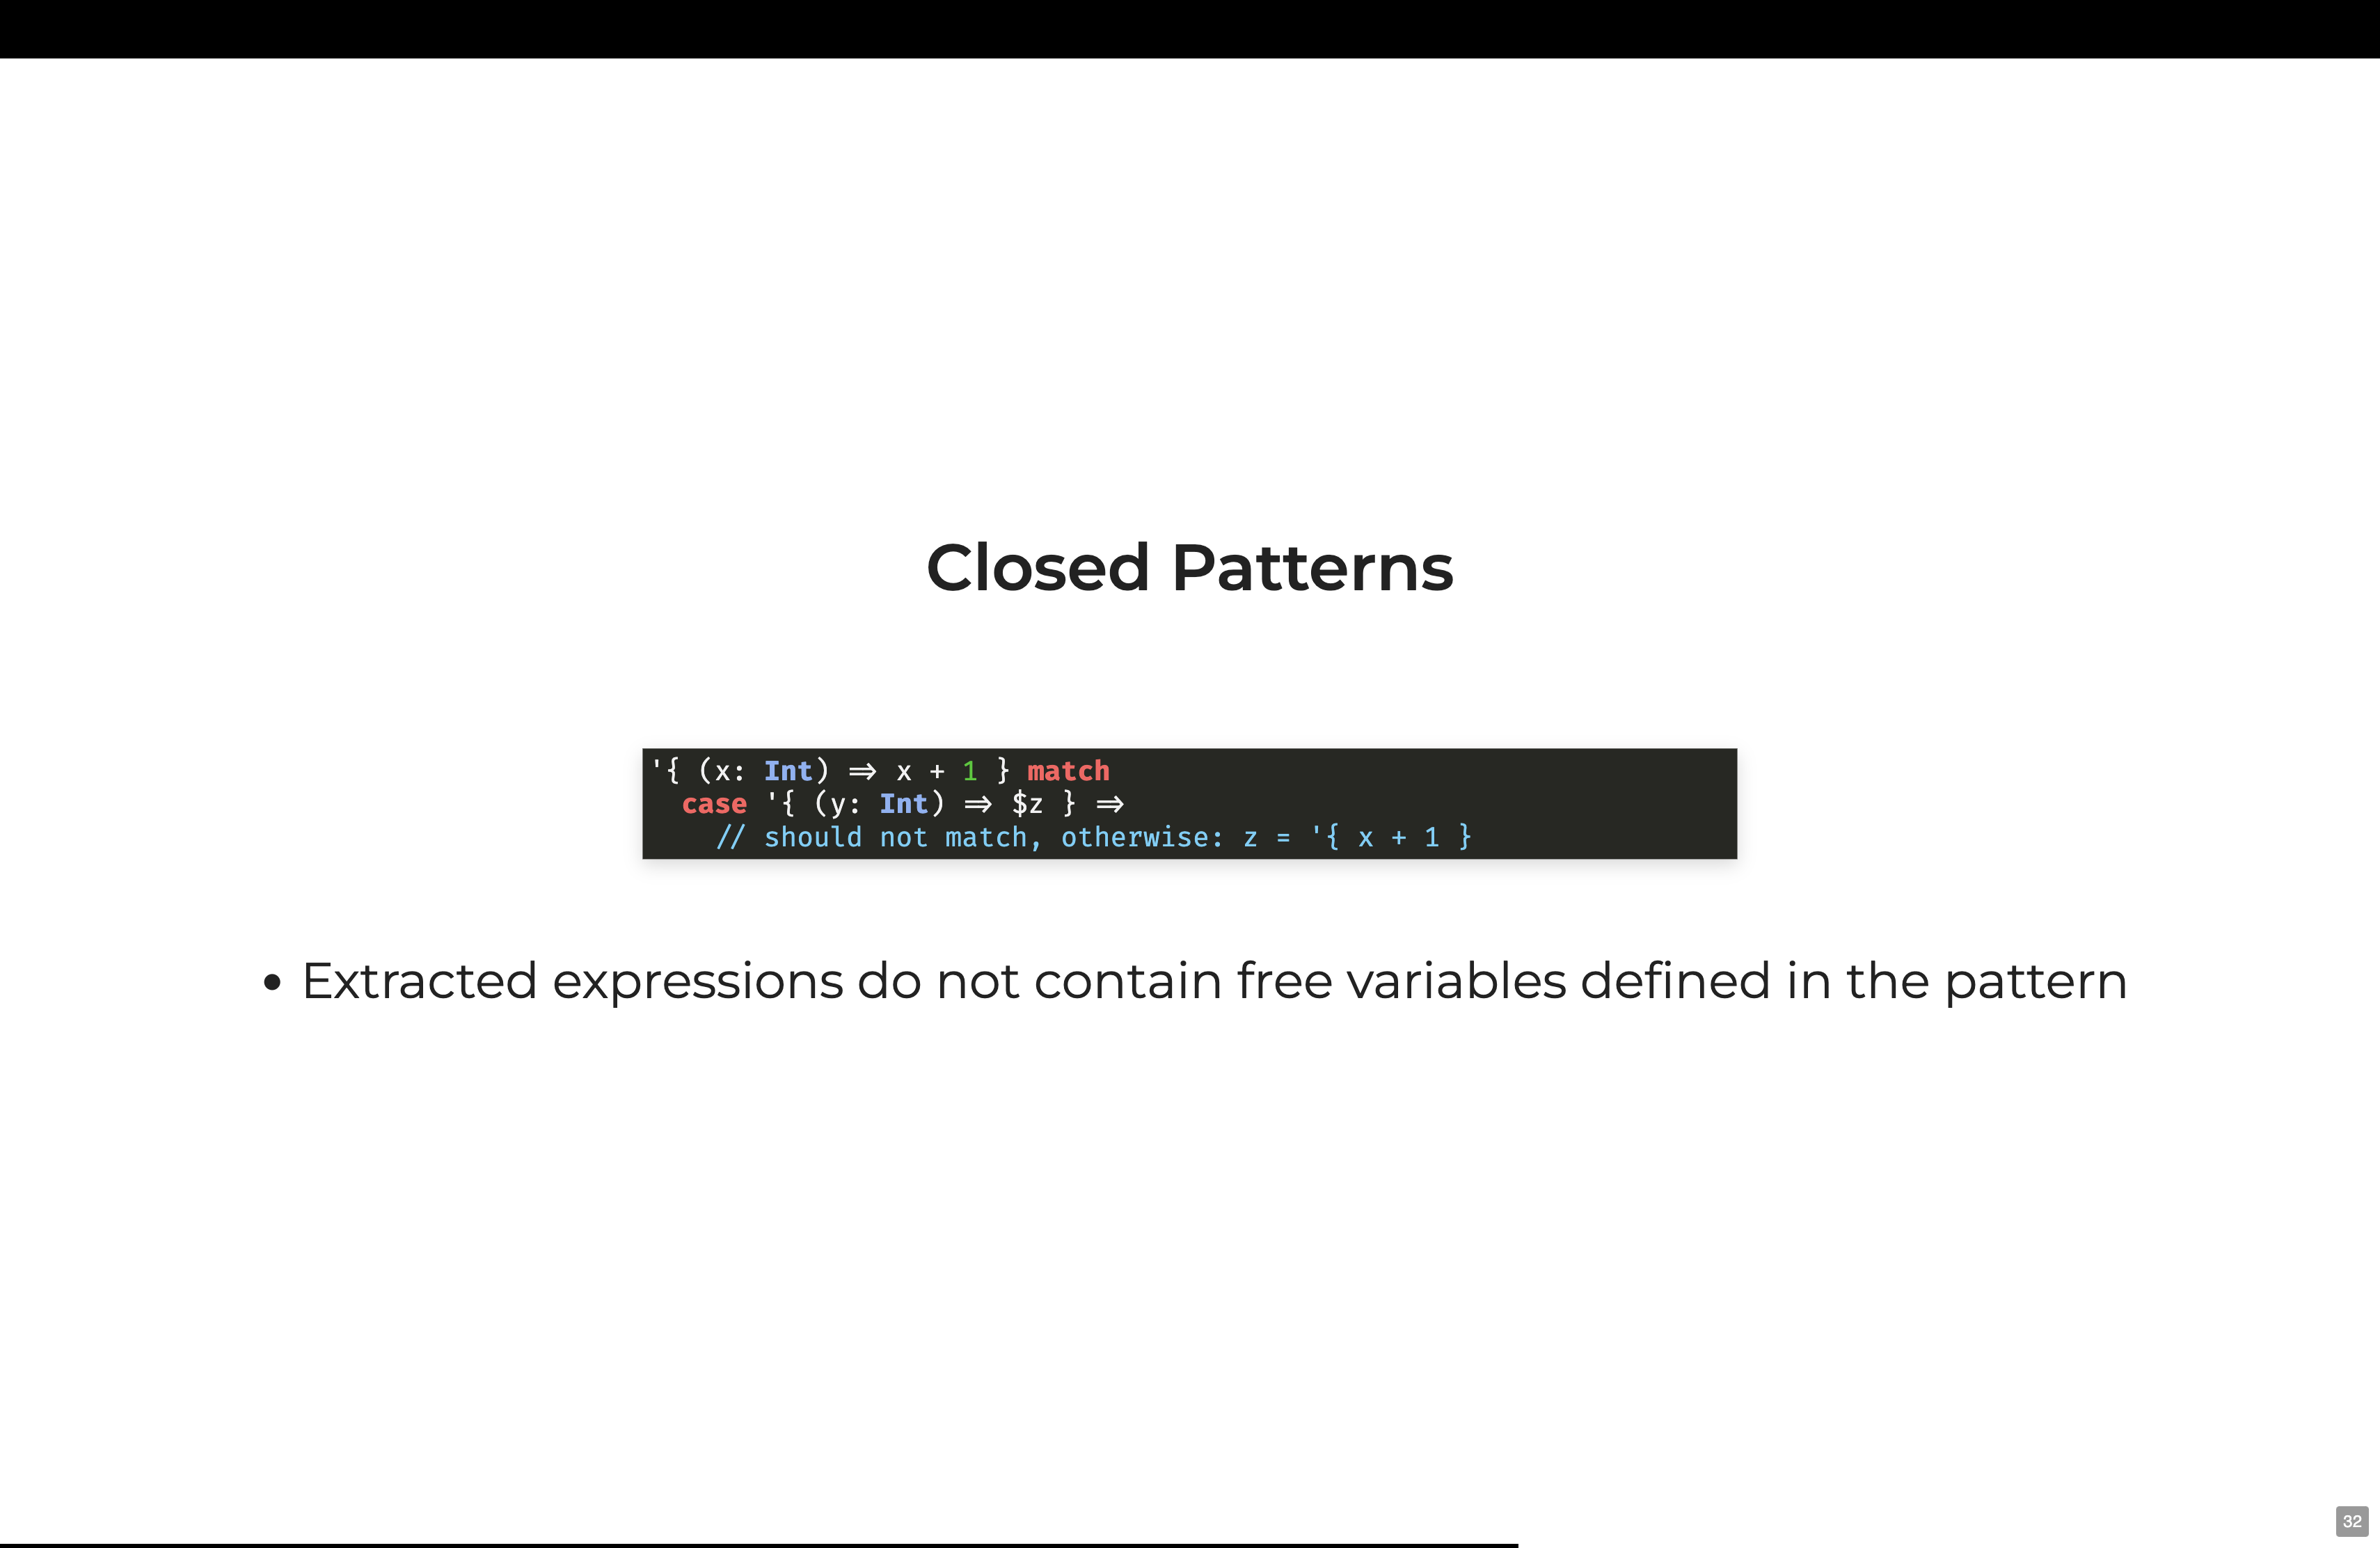 Closed Patterns
'{ (x: Int) ⇒ x + 1 } match
case '{ (y: Int) ⇒ $z } ⇒
// should not match, otherwise: z = '{ x + 1 }
• Extracted expressions do not contain free variables defined in the pattern
32